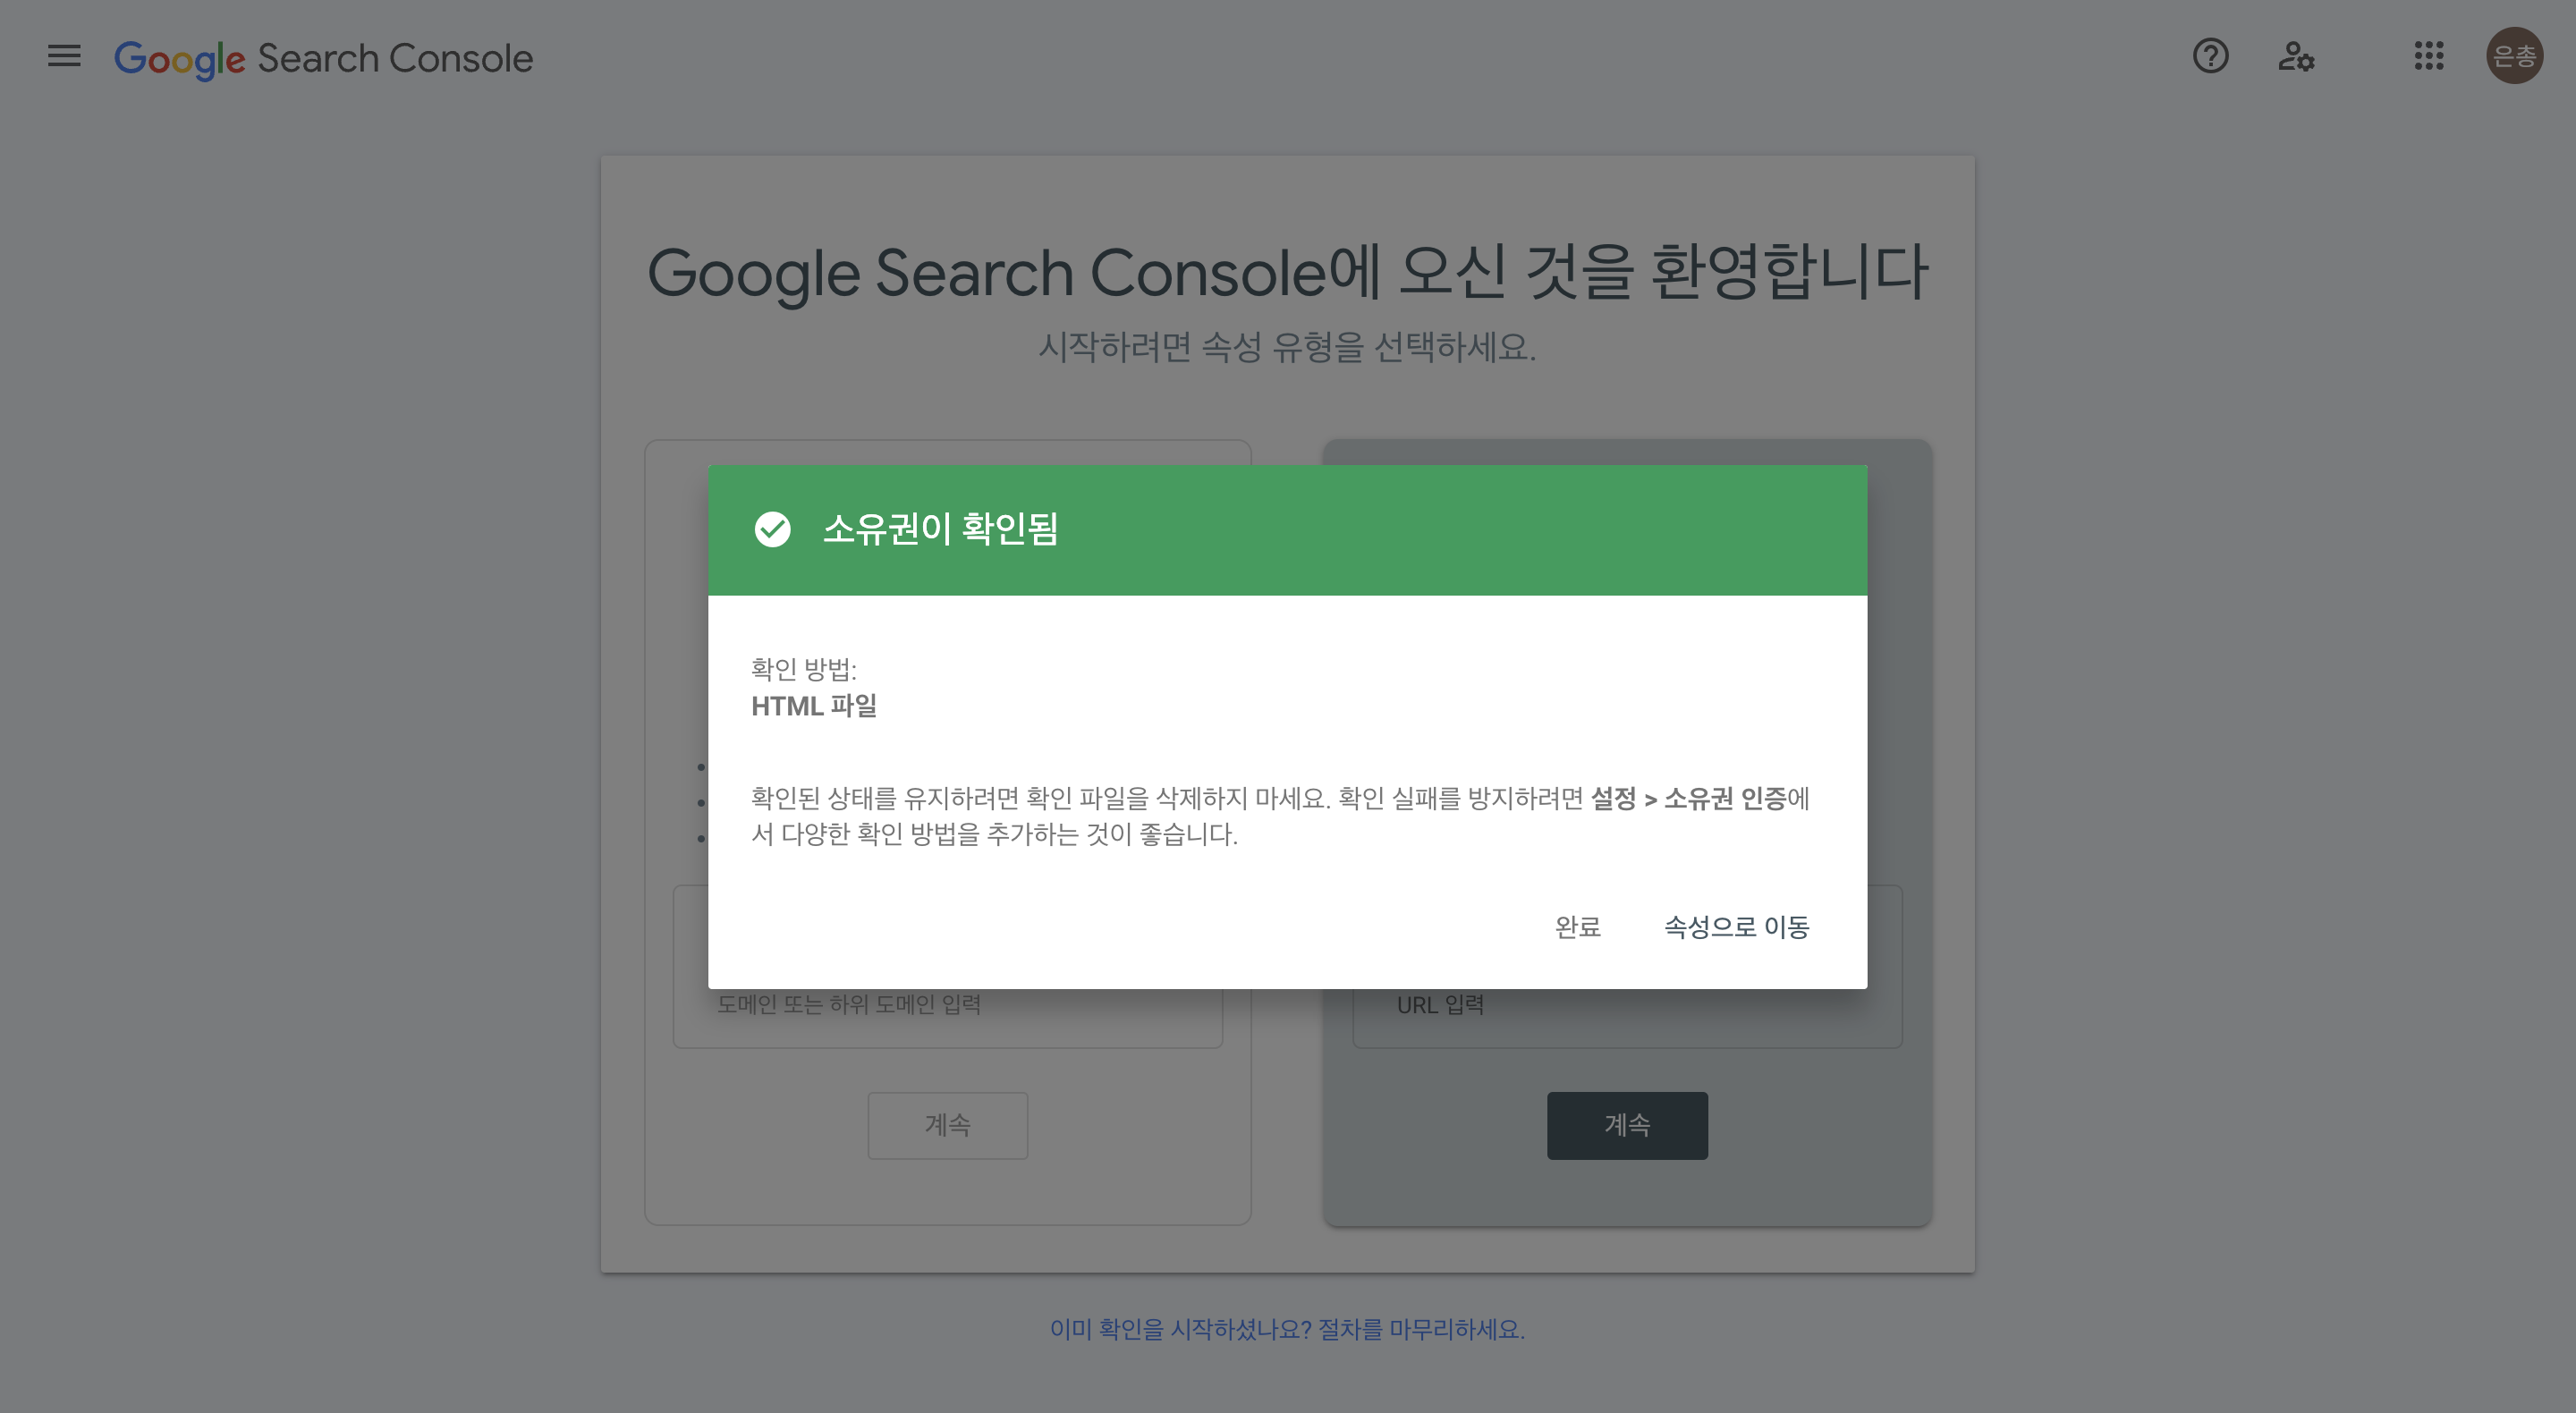 Google Search Console
은총
Google Search Console에 오신 것을 환영합니다
시작하려면 속성 유형을 선택하세요.
소유권이 확인됨
확인 방법:
HTML 파일
확인된 상태를 유지하려면 확인 파일을 삭제하지 마세요. 확인 실패를 방지하려면 설정 > 소유권 인증에
서 다양한 확인 방법을 추가하는 것이 좋습니다.
완료 속성으로 이동
도메인 또는 하위 도메인 입력
URL 입력
계속
계속
이미 확인을 시작하셨나요? 절차를 마무리하세요.